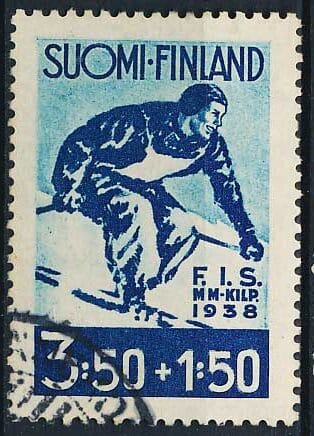 SUOMI·FINLAND
F.I.S.
MM-KILP.
1938
3:50 + 1:50